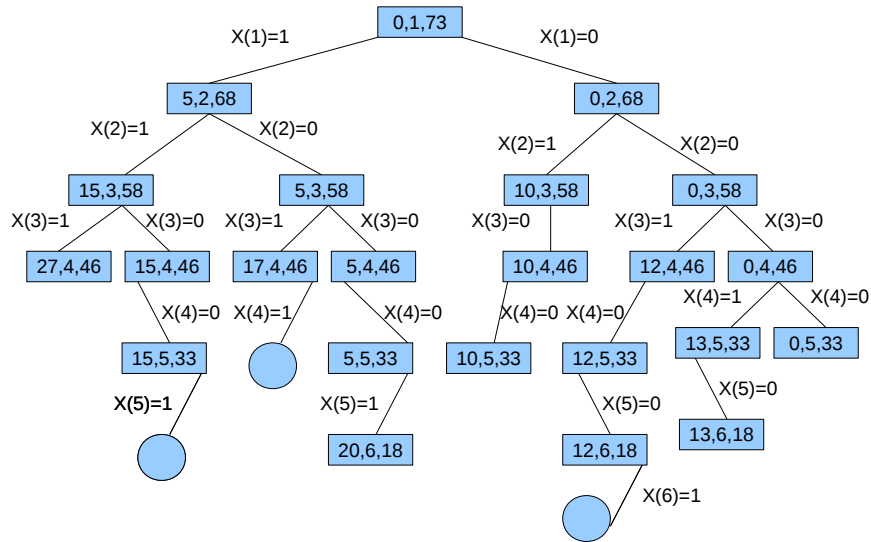 0,1,73
X(1)=1
X(1)=0
5,2,68
0,2,68
X(2)=1
X(2)=0
X(2)=1
X(2)=0
15,3,58
5,3,58
10,3,58
0,3,58
X(3)=1
X(3)=0
X(3)=1
X(3)=0
X(3)=0
X(3)=1
X(3)=0
27,4,46
15,4,46
17,4,46
5,4,46
10,4,46
12,4,46
0,4,46
X(4)=0
X(4)=1
X(4)=0
X(4)=0
X(4)=0
X(4)=1
X(4)=0
15,5,33
5,5,33
10,5,33
12,5,33
13,5,33
0,5,33
X(5)=1
X(5)=1
X(5)=0
X(5)=0
20,6,18
12,6,18
13,6,18
X(6)=1